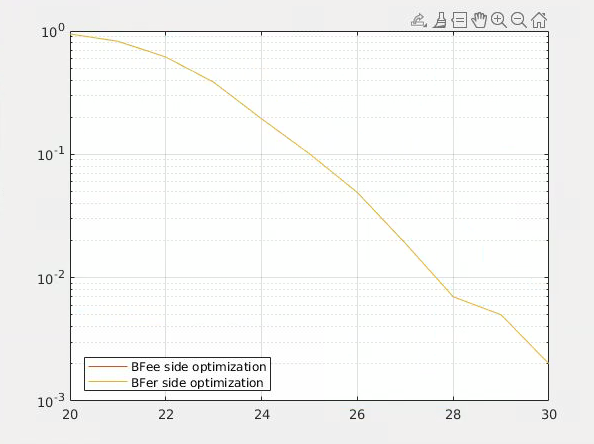 10^0
10^-1
10^-2
10^-3
BFee side optimization
BFer side optimization
20 22 24 26 28 30